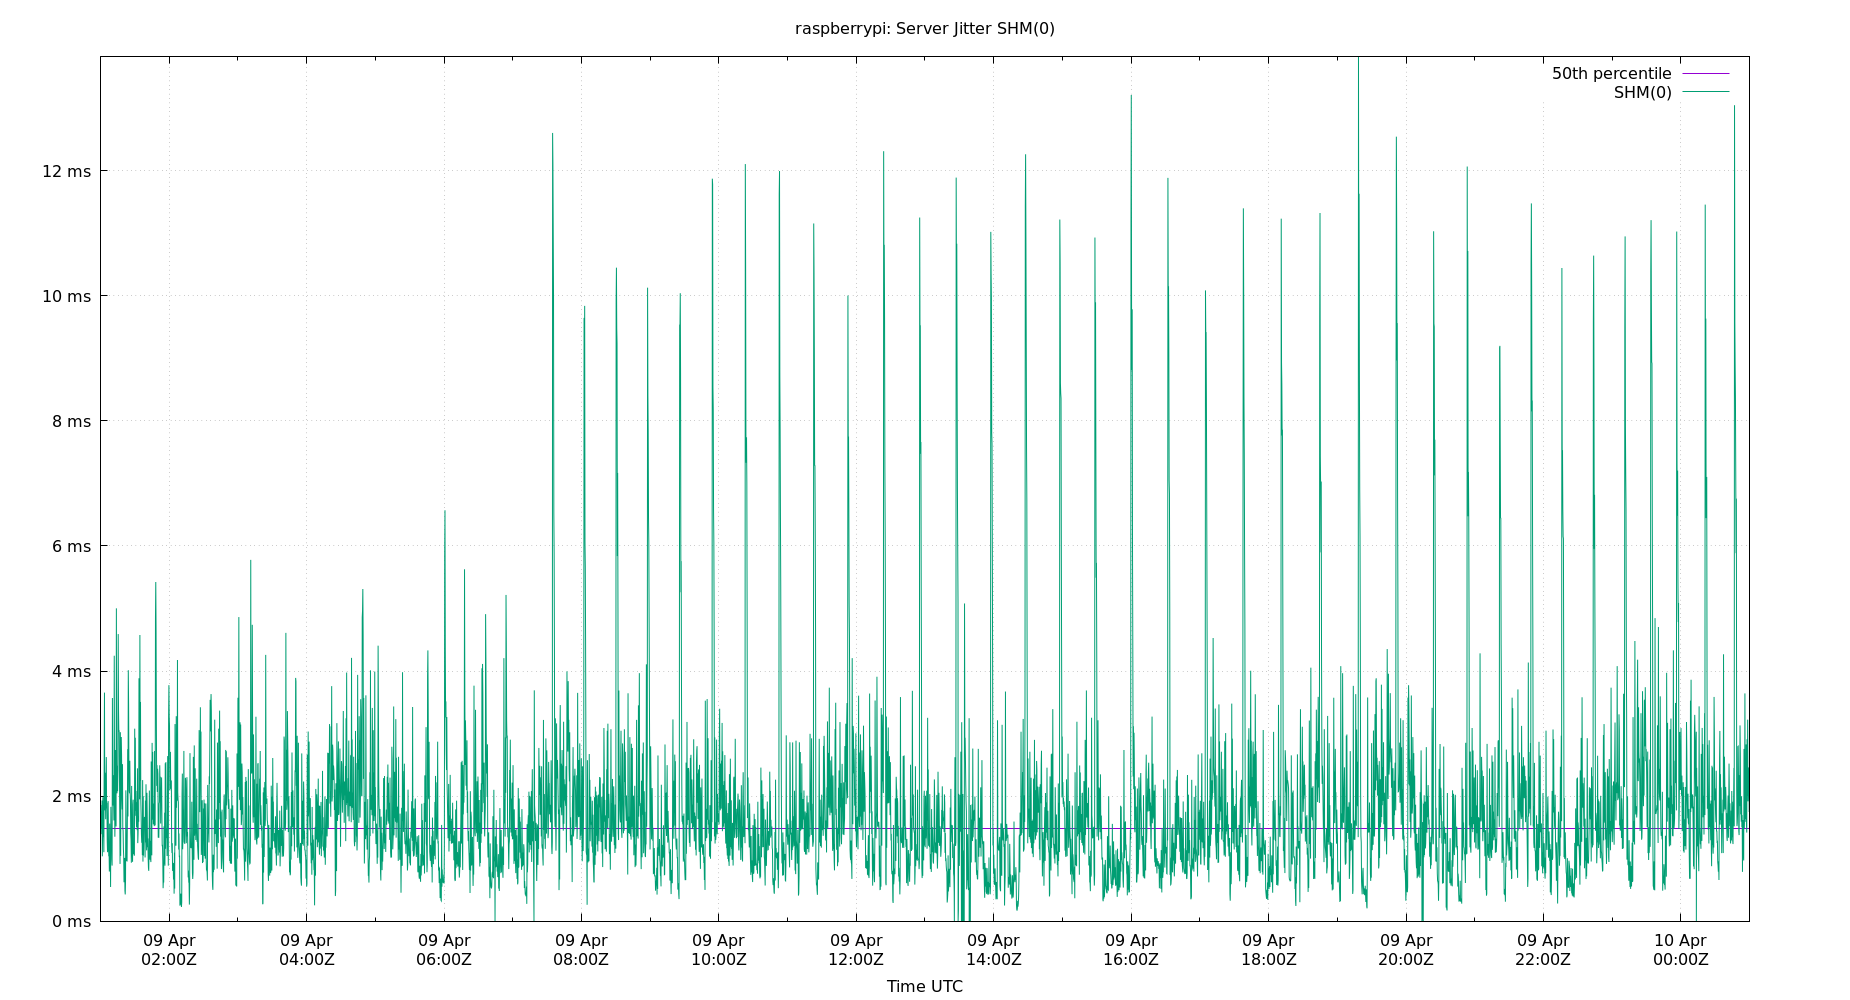 raspberrypi: Server Jitter SHM(0)
50th percentile
SHM(0)
12 ms
10 ms
8 ms
6 ms
4 ms
2 ms
0 ms
09 Apr 09 Apr 09 Apr 09 Apr 09 Apr 09 Apr 09 Apr 09 Apr 09 Apr 09 Apr 09 Apr 10 Apr
02:00Z 04:00Z 06:00Z 08:00Z 10:00Z 12:00Z 14:00Z 16:00Z 18:00Z 20:00Z 22:00Z 00:00Z
Time UTC